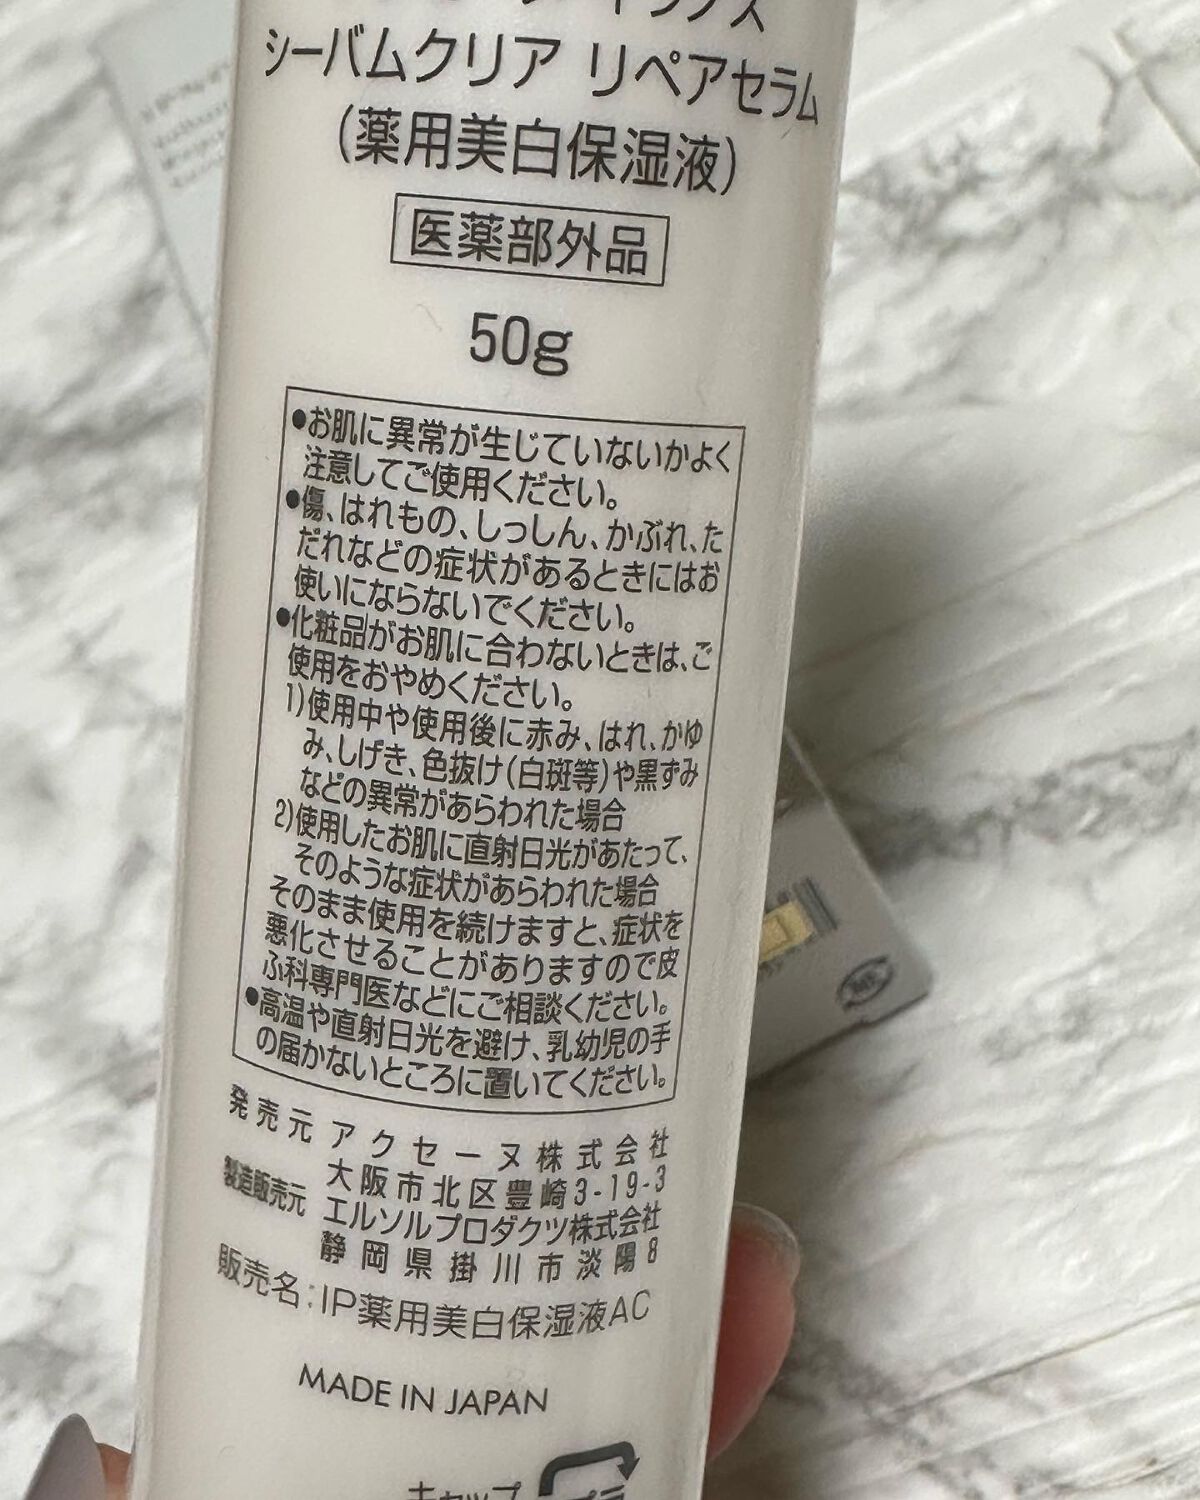 シーバムクリア リペアセラム
(薬用美白保湿液)
医薬部外品
50g
●お肌に異常が生じていないかよく
注意してご使用ください。
●傷、はれもの、しっしん、かぶれ、た
だれなどの症状があるときにはお
使いにならないでください。
●化粧品がお肌に合わないときは、ご
使用をおやめください。
1)使用中や使用後に赤み、はれ、かゆ
み、しげき、色抜け(白斑等)や黒ずみ
などの異常があらわれた場合
2)使用したお肌に直射日光があたって、
そのような症状があらわれた場合
そのまま使用を続けますと、症状を
悪化させることがありますので皮
ふ科専門医などにご相談ください。
●高温や直射日光を避け、乳幼児の手
の届かないところに置いてください。
発売元 アクセーヌ株式会社
大阪市北区豊崎3-19-3
製造販売元 エルソルプロダクツ株式会社
静岡県掛川市淡陽8
販売名:IP薬用美白保湿液AC
MADE IN JAPAN
キャップ